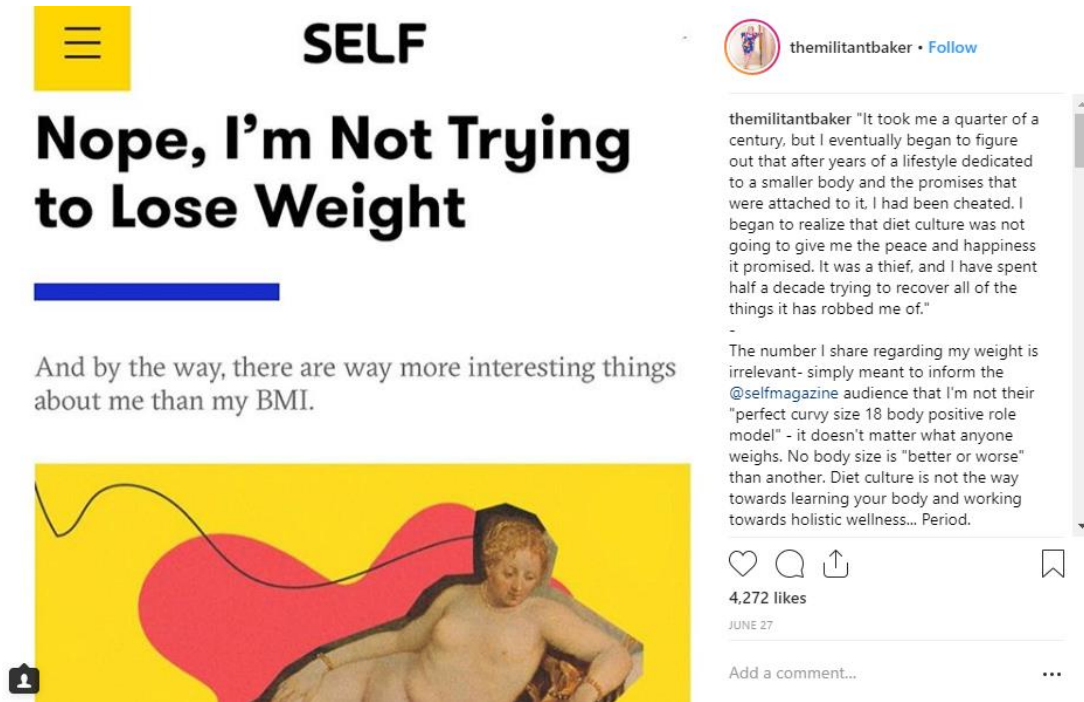 SELF
Nope, I'm Not Trying
to Lose Weight
And by the way, there are way more interesting things
about me than my BMI.
themilitantbaker • Follow
themilitantbaker "It took me a quarter of a
century, but I eventually began to figure
out that after years of a lifestyle dedicated
to a smaller body and the promises that
were attached to it, I had been cheated. I
began to realize that diet culture was not
going to give me the peace and happiness
it promised. It was a thief, and I have spent
half a decade trying to recover all of the
things it has robbed me of."
-
The number I share regarding my weight is
irrelevant- simply meant to inform the
@selfmagazine audience that I'm not their
"perfect curvy size 18 body positive role
model" - it doesn't matter what anyone
weighs. No body size is "better or worse"
than another. Diet culture is not the way
towards learning your body and working
towards holistic wellness... Period.
4,272 likes
JUNE 27
Add a comment...